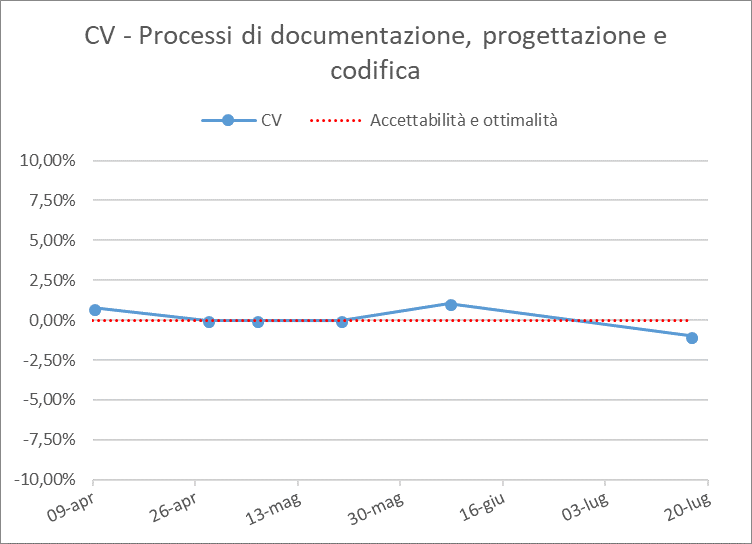 CV - Processi di documentazione, progettazione e
codifica
CV Accettabilità e ottimalità
10,00%
7,50%
5,00%
2,50%
0,00%
-2,50%
-5,00%
-7,50%
-10,00%
09-apr 26-apr 13-mag 30-mag 16-giu 03-lug 20-lug